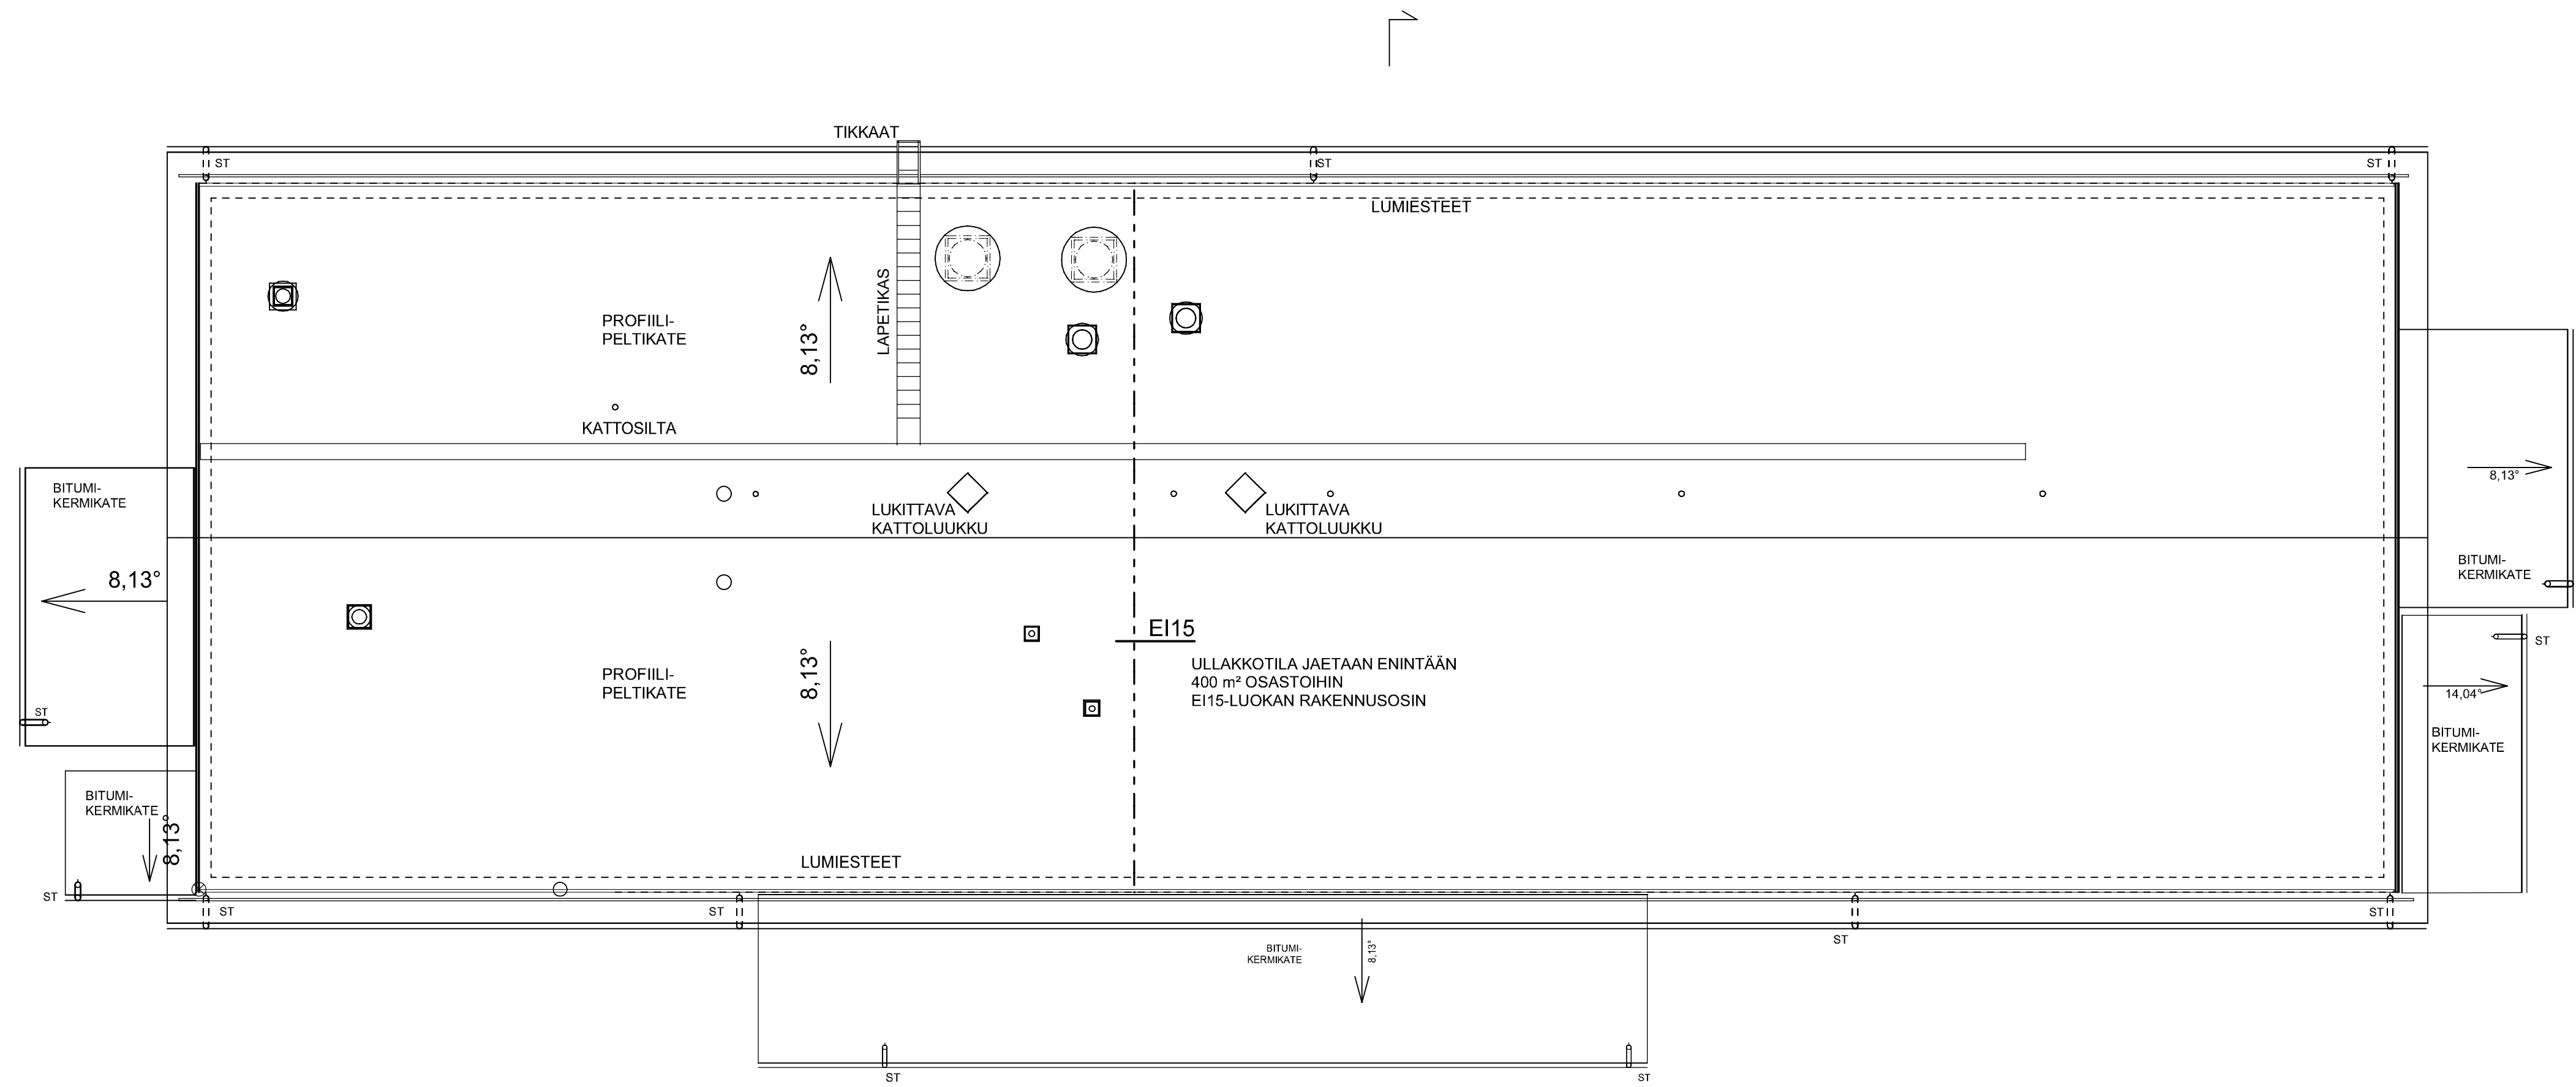 TIKKAAT
ST
ST
ST
LUMIESTEET
LAPETIKAS
PROFIILI-
PELTIKATE
8,13°
KATTOSILTA
BITUMI-
KERMIKATE
8,13°
LUKITTAVA
KATTOLUUKKU
LUKITTAVA
KATTOLUUKKU
8,13°
BITUMI-
KERMIKATE
EI15
ULLAKKOTILA JAETAAN ENINTÄÄN
400 m² OSASTOIHIN
EI15-LUOKAN RAKENNUSOSIN
ST
PROFIILI-
PELTIKATE
8,13°
14,04°
ST
BITUMI-
KERMIKATE
BITUMI-
KERMIKATE
8,13°
LUMIESTEET
ST
ST
ST
ST
ST
BITUMI-
KERMIKATE
8,13°
ST
ST